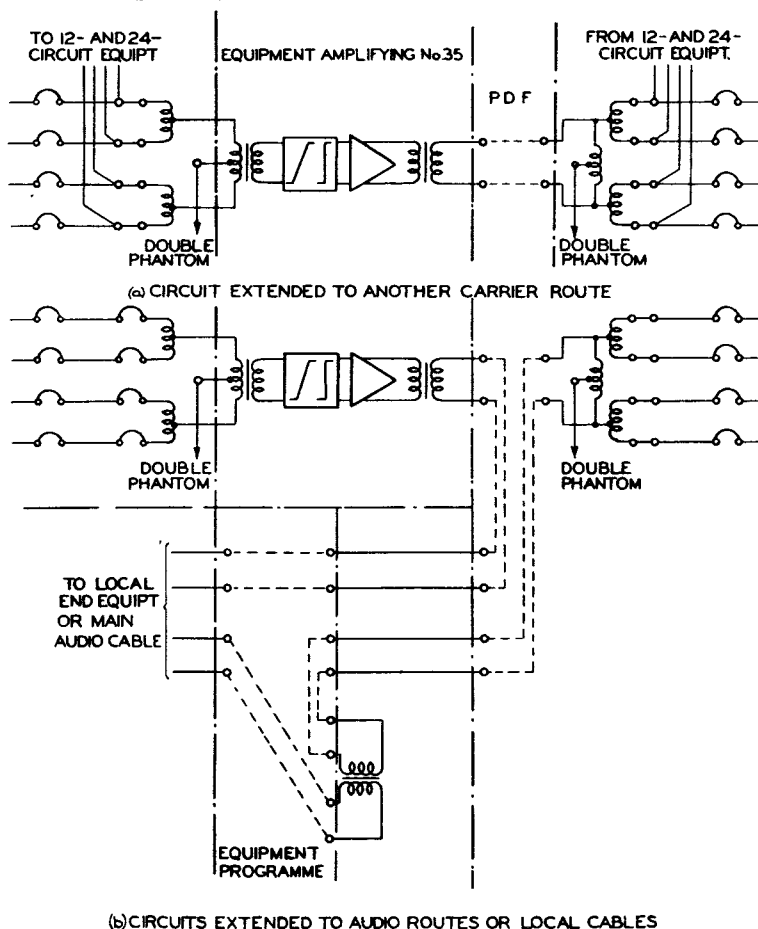 TO 12- AND 24-
CIRCUIT EQUIPT
EQUIPMENT AMPLIFYING No.35
PDF
FROM 12- AND 24-
CIRCUIT EQUIPT.
DOUBLE
PHANTOM
DOUBLE
PHANTOM
(a) CIRCUIT EXTENDED TO ANOTHER CARRIER ROUTE
DOUBLE
PHANTOM
DOUBLE
PHANTOM
TO LOCAL
END EQUIPT
OR MAIN
AUDIO CABLE
EQUIPMENT
PROGRAMME
(b) CIRCUITS EXTENDED TO AUDIO ROUTES OR LOCAL CABLES